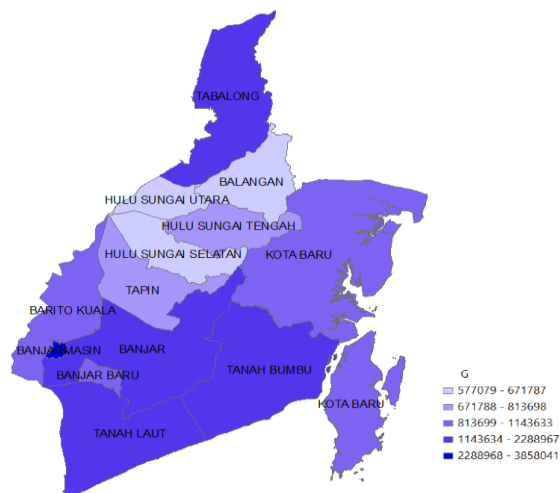 TABALONG
BALANGAN
HULU SUNGAI UTARA
HULU SUNGAI TENGAH
HULU SUNGAI SELATAN
KOTA BARU
TAPIN
BARITO KUALA
BANJARMASIN
BANJAR
BANJAR BARU
TANAH BUMBU
KOTA BARU
TANAH LAUT
G
577079 - 671787
671788 - 813698
813699 - 1143633
1143634 - 2288967
2288968 - 3858041